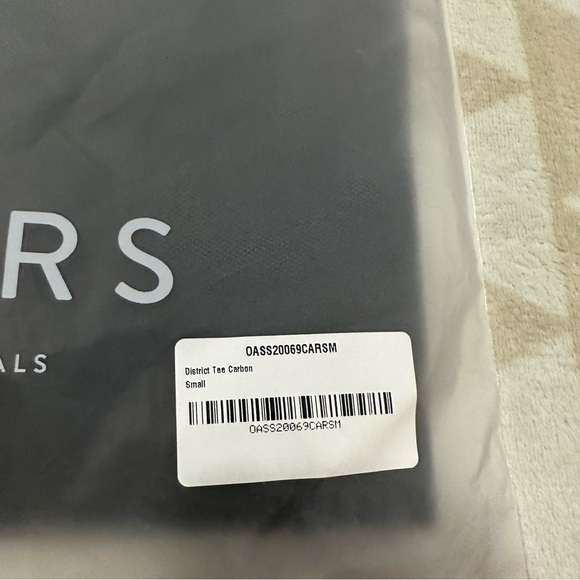 RS
ALS
OASS20069CARSM
District Tee Carbon
Small
OASS20069CARSM